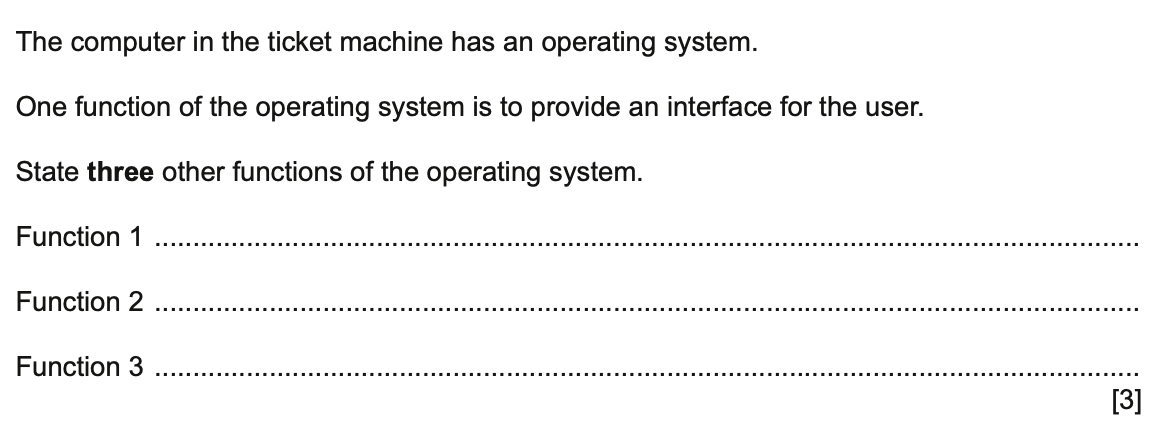 The computer in the ticket machine has an operating system.
One function of the operating system is to provide an interface for the user.
State three other functions of the operating system.
Function 1 ....................................................................................................................................
Function 2 ....................................................................................................................................
Function 3 ....................................................................................................................................
[3]